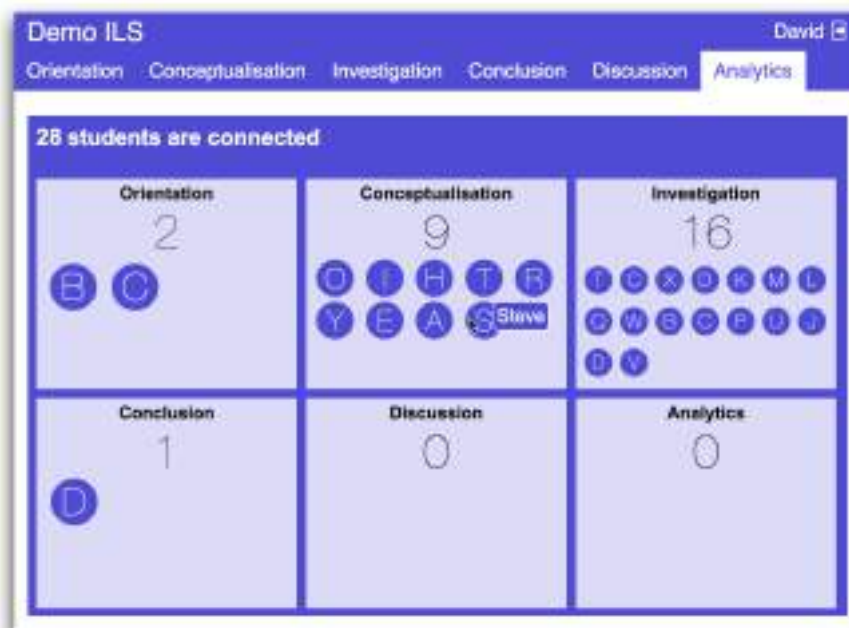 Demo ILS
David
Orientation Conceptualisation Investigation Conclusion Discussion Analytics
28 students are connected
Orientation
2
B C
Conceptualisation
9
O I H T R
Y E A S Steve
Investigation
16
T C X O K M L
G W B C P U J
D V
Conclusion
1
D
Discussion
0
Analytics
0